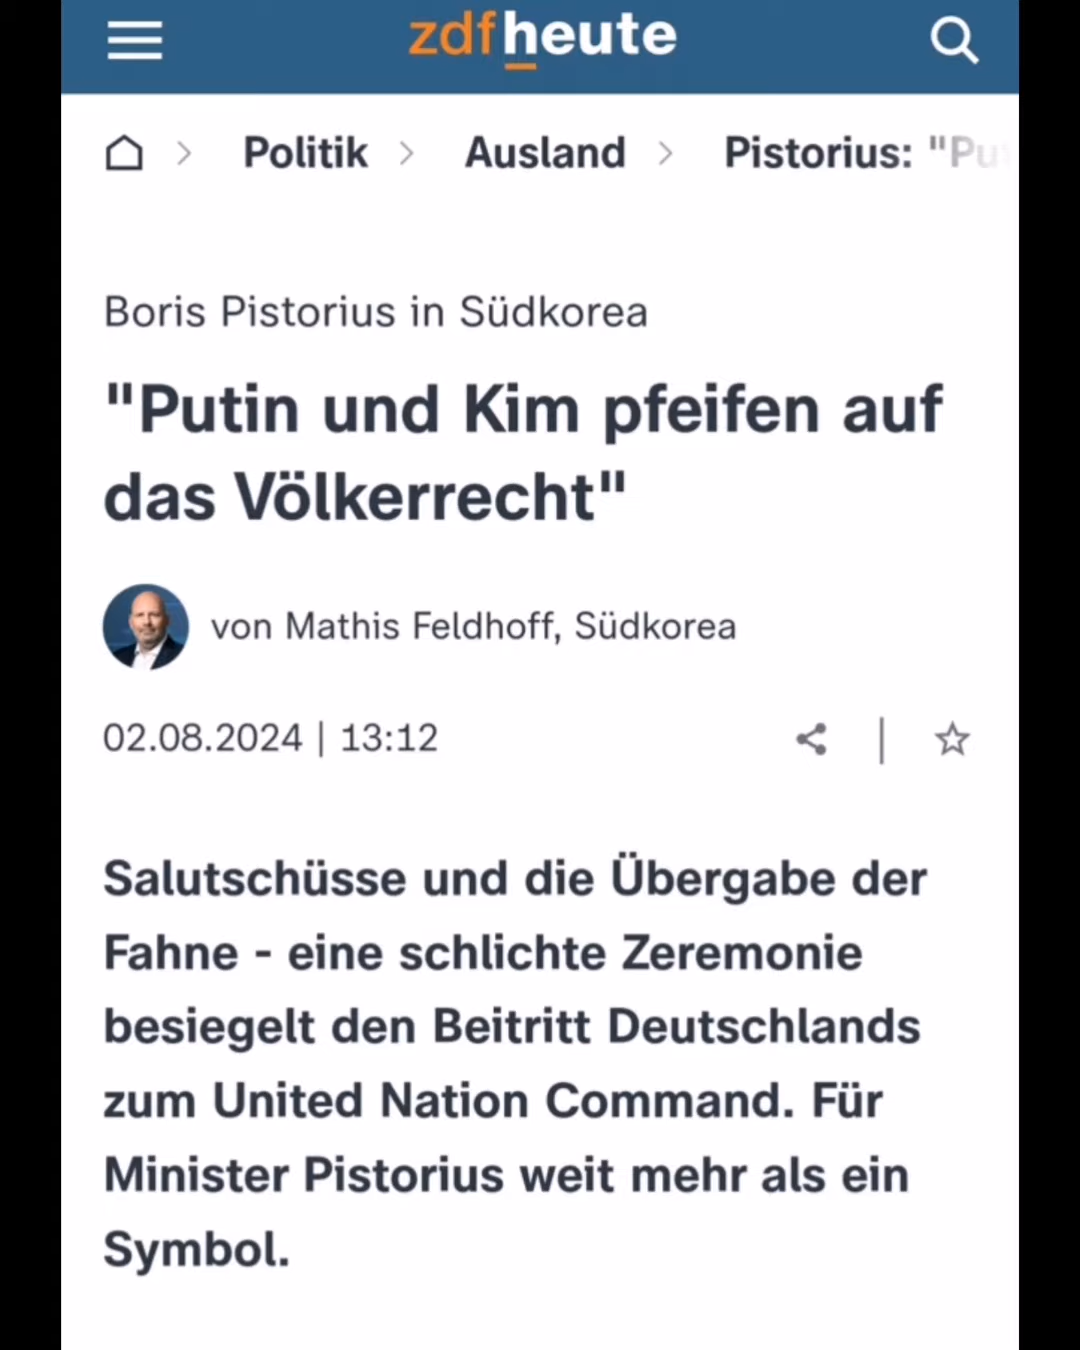 zdfheute
Politik > Ausland > Pistorius: "Pu
Boris Pistorius in Südkorea
"Putin und Kim pfeifen auf
das Völkerrecht"
von Mathis Feldhoff, Südkorea
02.08.2024 | 13:12
Salutschüsse und die Übergabe der
Fahne - eine schlichte Zeremonie
besiegelt den Beitritt Deutschlands
zum United Nation Command. Für
Minister Pistorius weit mehr als ein
Symbol.